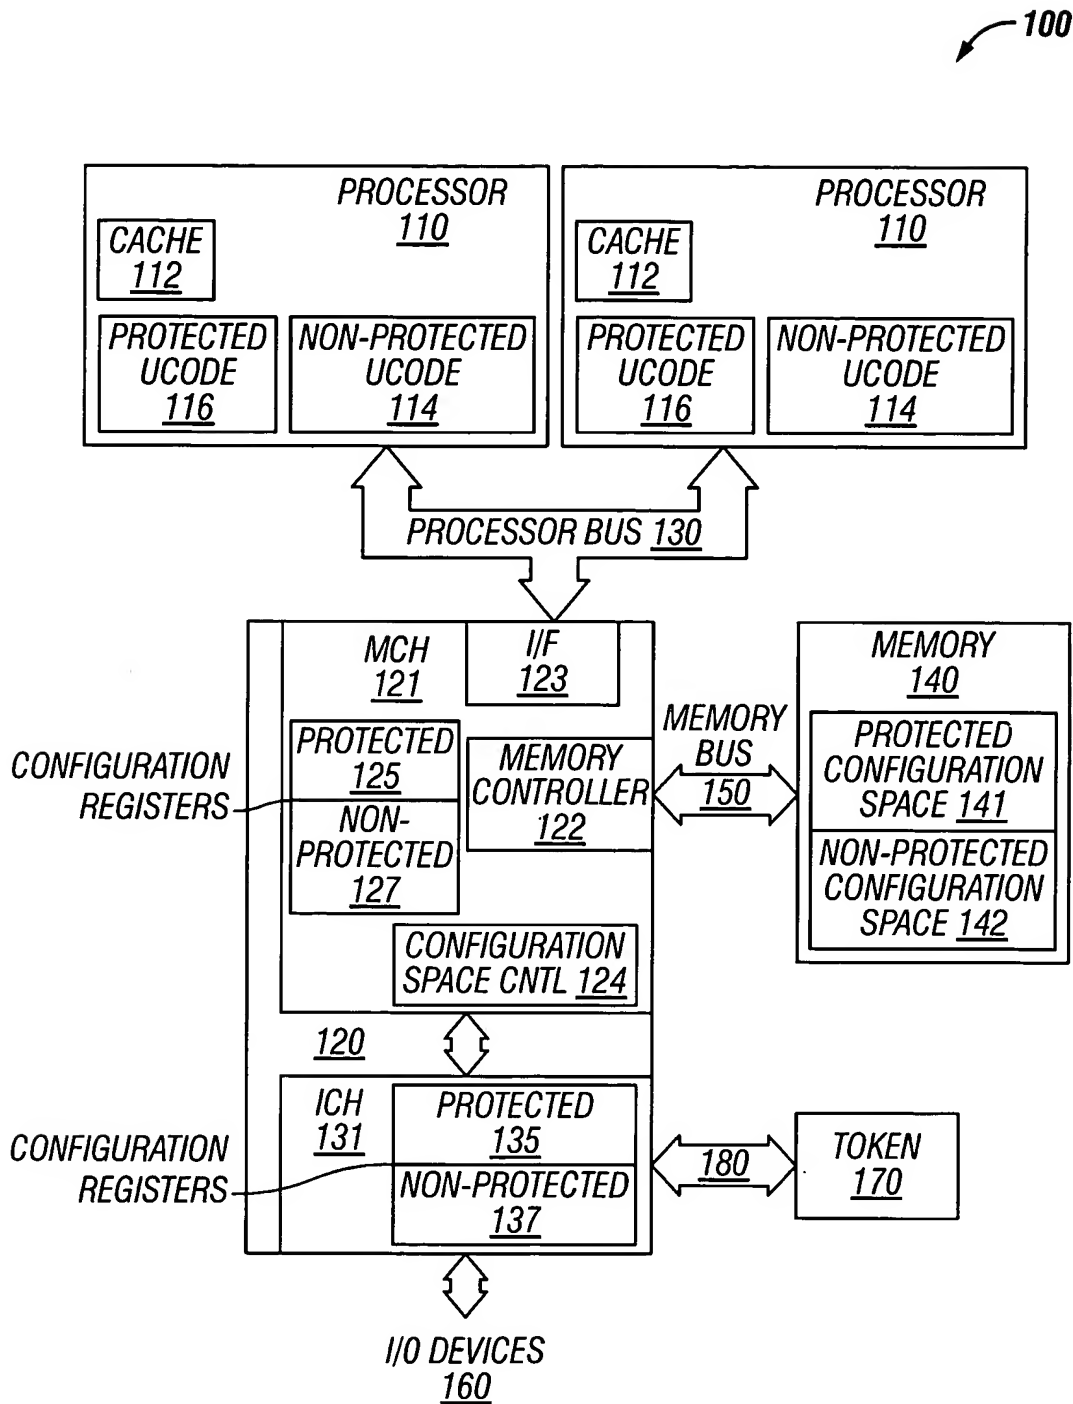 100
PROCESSOR
110
CACHE
112
PROTECTED
UCODE
116
NON-PROTECTED
UCODE
114
PROCESSOR
110
CACHE
112
PROTECTED
UCODE
116
NON-PROTECTED
UCODE
114
PROCESSOR BUS 130
MCH
121
I/F
123
CONFIGURATION
REGISTERS
PROTECTED
125
NON-
PROTECTED
127
MEMORY
CONTROLLER
122
CONFIGURATION
SPACE CNTL 124
MEMORY
BUS
150
MEMORY
140
PROTECTED
CONFIGURATION
SPACE 141
NON-PROTECTED
CONFIGURATION
SPACE 142
120
ICH
131
CONFIGURATION
REGISTERS
PROTECTED
135
NON-PROTECTED
137
180
TOKEN
170
I/O DEVICES
160